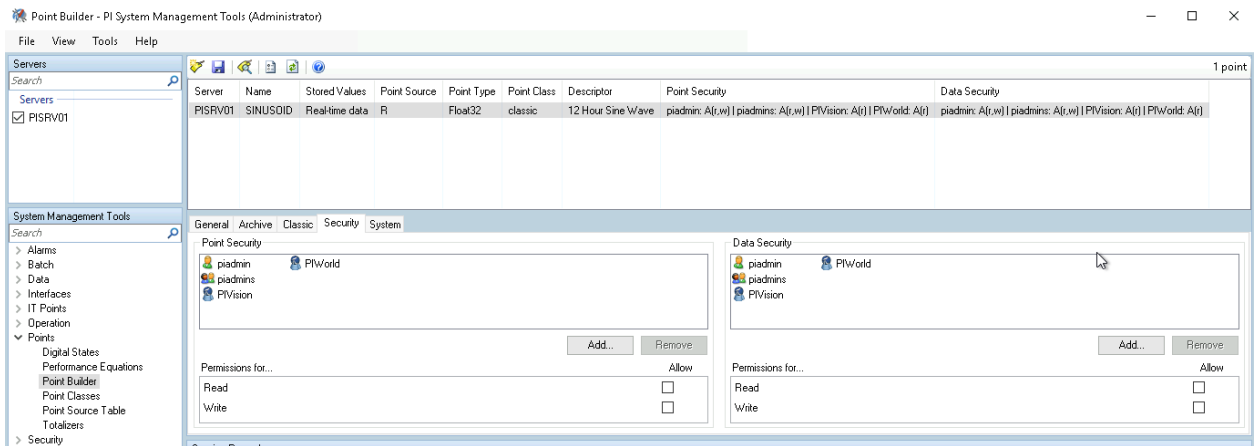 Point Builder - PI System Management Tools (Administrator)
File View Tools Help
Servers
Search
Servers
PISRV01
1 point
Server Name Stored Values Point Source Point Type Point Class Descriptor Point Security Data Security
PISRV01 SINUSOID Real-time data R Float32 classic 12 Hour Sine Wave piadmin: A(r,w) | piadmins: A(r,w) | PIVision: A(r) | PIWorld: A(r) piadmin: A(r,w) | piadmins: A(r,w) | PIVision: A(r) | PIWorld: A(r)
System Management Tools
Search
Alarms
Batch
Data
Interfaces
IT Points
Operation
Points
Digital States
Performance Equations
Point Builder
Point Classes
Point Source Table
Totalizers
Security
General Archive Classic Security System
Point Security
piadmin PIWorld
piadmins
PIVision
Add... Remove
Permissions for... Allow
Read
Write
Data Security
piadmin PIWorld
piadmins
PIVision
Add... Remove
Permissions for... Allow
Read
Write